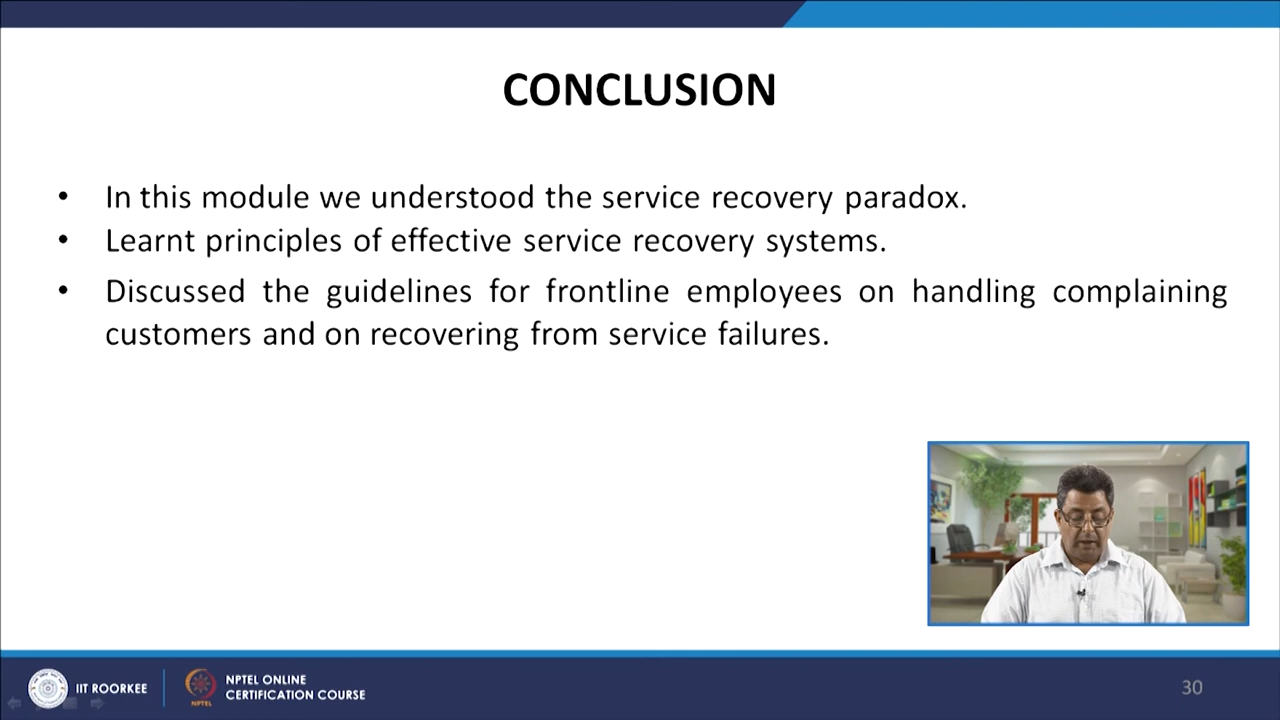 CONCLUSION
• In this module we understood the service recovery paradox.
• Learnt principles of effective service recovery systems.
• Discussed the guidelines for frontline employees on handling complaining
customers and on recovering from service failures.
IIT ROORKEE
NPTEL
NPTEL ONLINE
CERTIFICATION COURSE
30